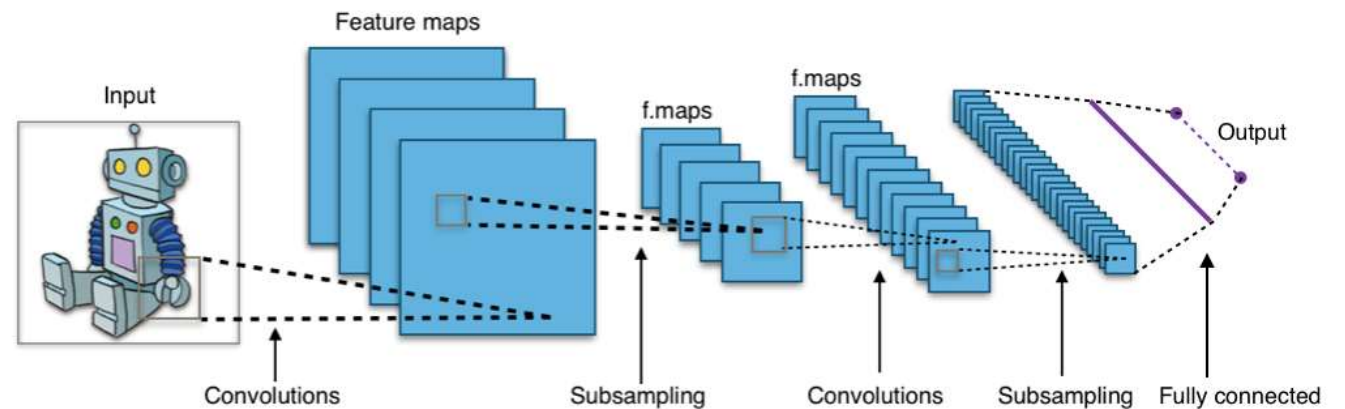 Feature maps
f.maps
Input
f.maps
Output
Convolutions
Subsampling
Convolutions
Subsampling
Fully connected